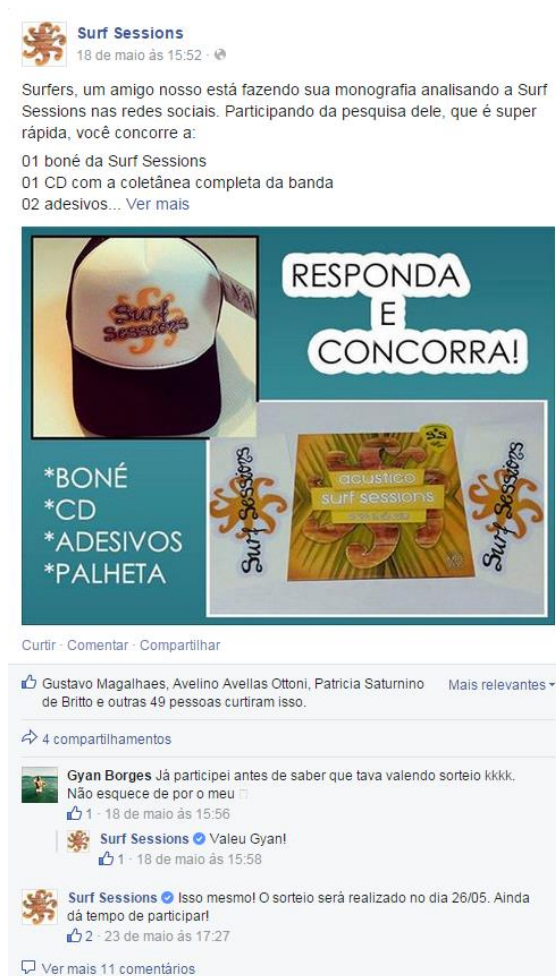 Surf Sessions
18 de maio às 15:52 ·
Surfers, um amigo nosso está fazendo sua monografia analisando a Surf
Sessions nas redes sociais. Participando da pesquisa dele, que é super
rápida, você concorre a:
01 boné da Surf Sessions
01 CD com a coletânea completa da banda
02 adesivos... Ver mais
Surf
Sessions
RESPONDA
E
CONCORRA!
*BONÉ
*CD
*ADESIVOS
*PALHETA
Surf Sessions
S.S.
acústico
surf sessions
Surf Sessions
Curtir · Comentar · Compartilhar
Gustavo Magalhaes, Avelino Avellas Ottoni, Patricia Saturnino
de Britto e outras 49 pessoas curtiram isso.
Mais relevantes
4 compartilhamentos
Gyan Borges Já participei antes de saber que tava valendo sorteio kkkk.
Não esquece de por o meu
1 · 18 de maio às 15:56
Surf Sessions Valeu Gyan!
1 · 18 de maio às 15:58
Surf Sessions Isso mesmo! O sorteio será realizado no dia 26/05. Ainda
dá tempo de participar!
2 · 23 de maio às 17:27
Ver mais 11 comentários